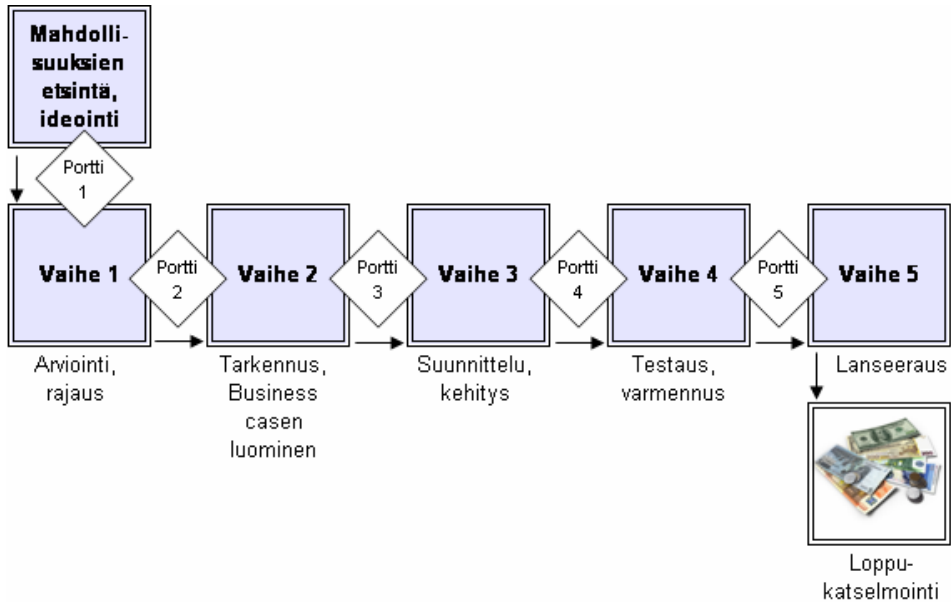 Mahdolli-
suuksien
etsintä,
ideointi
Portti
1
Vaihe 1
Portti
2
Vaihe 2
Portti
3
Vaihe 3
Portti
4
Vaihe 4
Portti
5
Vaihe 5
Arviointi,
rajaus
Tarkennus,
Business
casen
luominen
Suunnittelu,
kehitys
Testaus,
varmennus
Lanseeraus
Loppu-
katselmointi